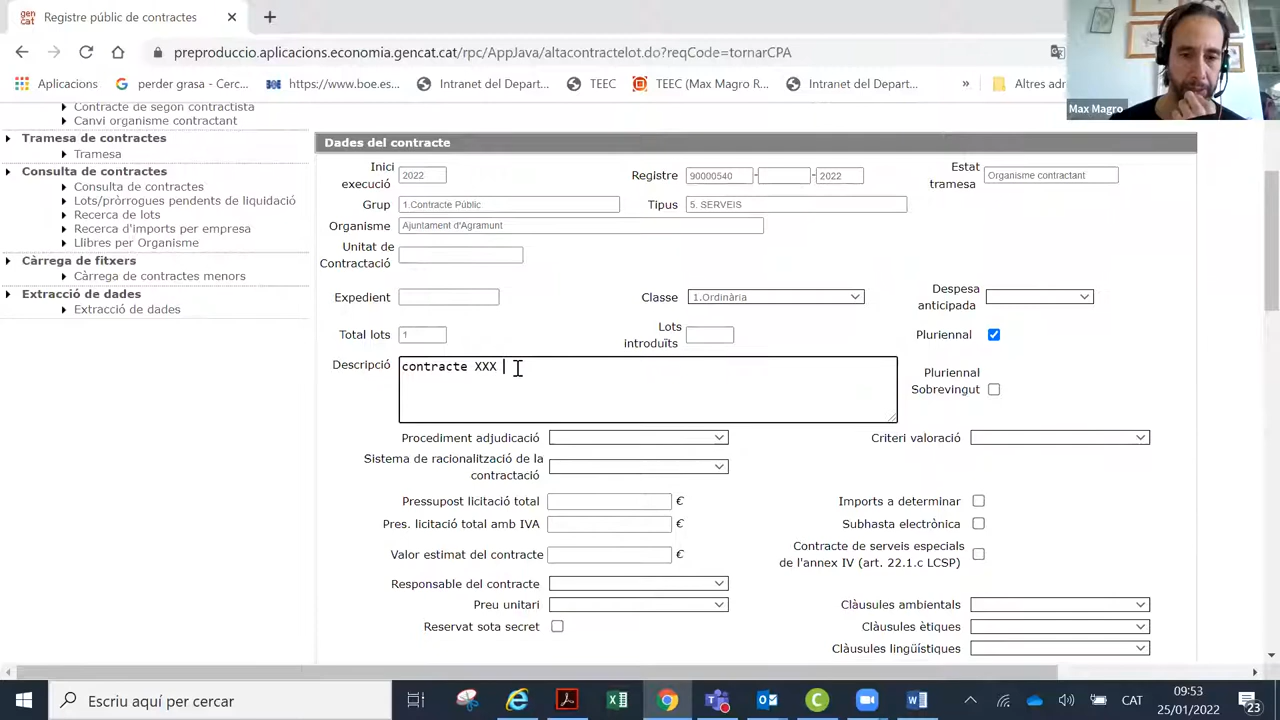 gen
cat
Registre públic de contractes
preproduccio.aplicacions.economia.gencat.cat/rpc/AppJava/altacontractelot.do?reqCode=tornarCPA
Aplicacions
perder grasa - Cerc...
https://www.boe.es...
Intranet del Depart...
TEEC
TEEC (Max Magro R...
Intranet del Depart...
»
Altres adr
Max Magro
Contracte de segon contractista
Canvi organisme contractant
Tramesa de contractes
Tramesa
Consulta de contractes
Consulta de contractes
Lots/pròrrogues pendents de liquidació
Recerca de lots
Recerca d'imports per empresa
Llibres per Organisme
Càrrega de fitxers
Càrrega de contractes menors
Extracció de dades
Extracció de dades
Dades del contracte
Inici execució 2022 Registre 90000540 - - 2022 Estat tramesa Organisme contractant
Grup 1.Contracte Públic Tipus 5. SERVEIS
Organisme Ajuntament d'Agramunt
Unitat de Contractació
Expedient Classe 1.Ordinària Despesa anticipada
Total lots 1 Lots introduïts Pluriennal
Descripció contracte XXX
Pluriennal Sobrevingut
Procediment adjudicació Criteri valoració
Sistema de racionalització de la contractació
Pressupost licitació total € Imports a determinar
Pres. licitació total amb IVA € Subhasta electrònica
Valor estimat del contracte € Contracte de serveis especials de l'annex IV (art. 22.1.c LCSP)
Responsable del contracte
Preu unitari Clàusules ambientals
Reservat sota secret Clàusules ètiques
Clàusules lingüístiques
Escriu aquí per cercar
CAT
09:53
25/01/2022
23